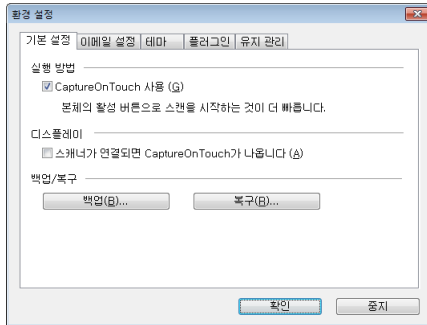 환경 설정
기본 설정 이메일 설정 테마 플러그인 유지 관리
실행 방법
CaptureOnTouch 사용 (G)
본체의 활성 버튼으로 스캔을 시작하는 것이 더 빠릅니다.
디스플레이
스캐너가 연결되면 CaptureOnTouch가 나옵니다 (A)
백업/복구
백업(B)... 복구(R)...
확인 중지